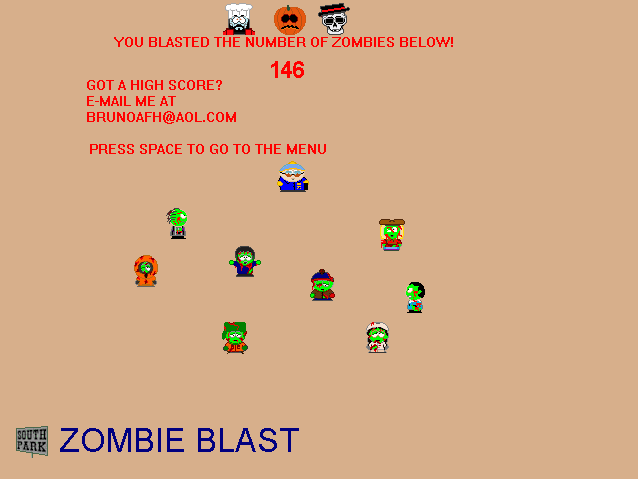 YOU BLASTED THE NUMBER OF ZOMBIES BELOW!
146
GOT A HIGH SCORE?
E-MAIL ME AT
BRUNOAFH@AOL.COM
PRESS SPACE TO GO TO THE MENU
SOUTH
PARK
ZOMBIE BLAST